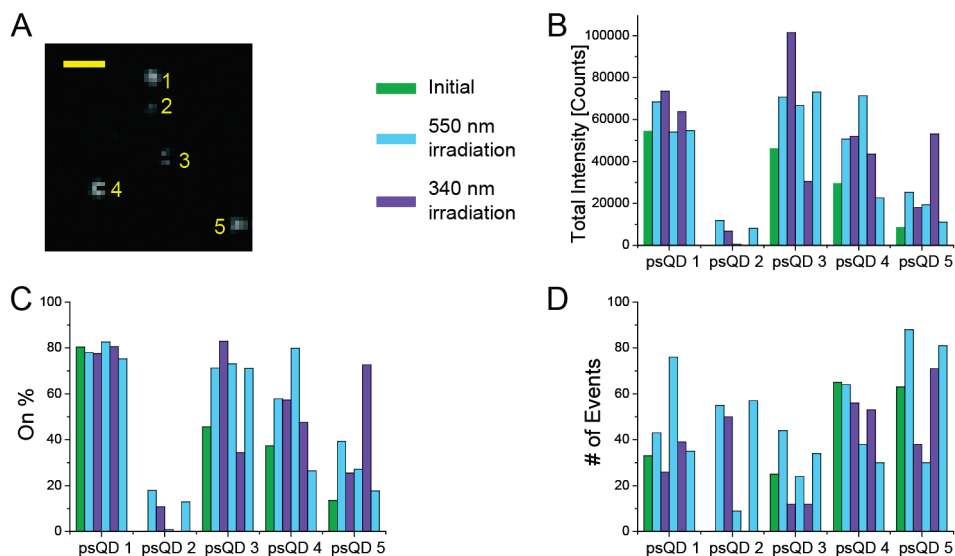 A
1
2
3
4
5
Initial
550 nm
irradiation
340 nm
irradiation
B
Total Intensity [Counts]
100000
80000
60000
40000
20000
0
psQD 1 psQD 2 psQD 3 psQD 4 psQD 5
C
On %
100
80
60
40
20
0
psQD 1 psQD 2 psQD 3 psQD 4 psQD 5
D
# of Events
100
80
60
40
20
0
psQD 1 psQD 2 psQD 3 psQD 4 psQD 5